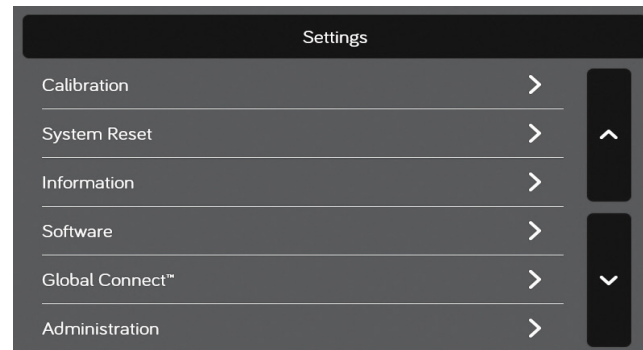 Settings
Calibration
System Reset
Information
Software
Global Connect™
Administration